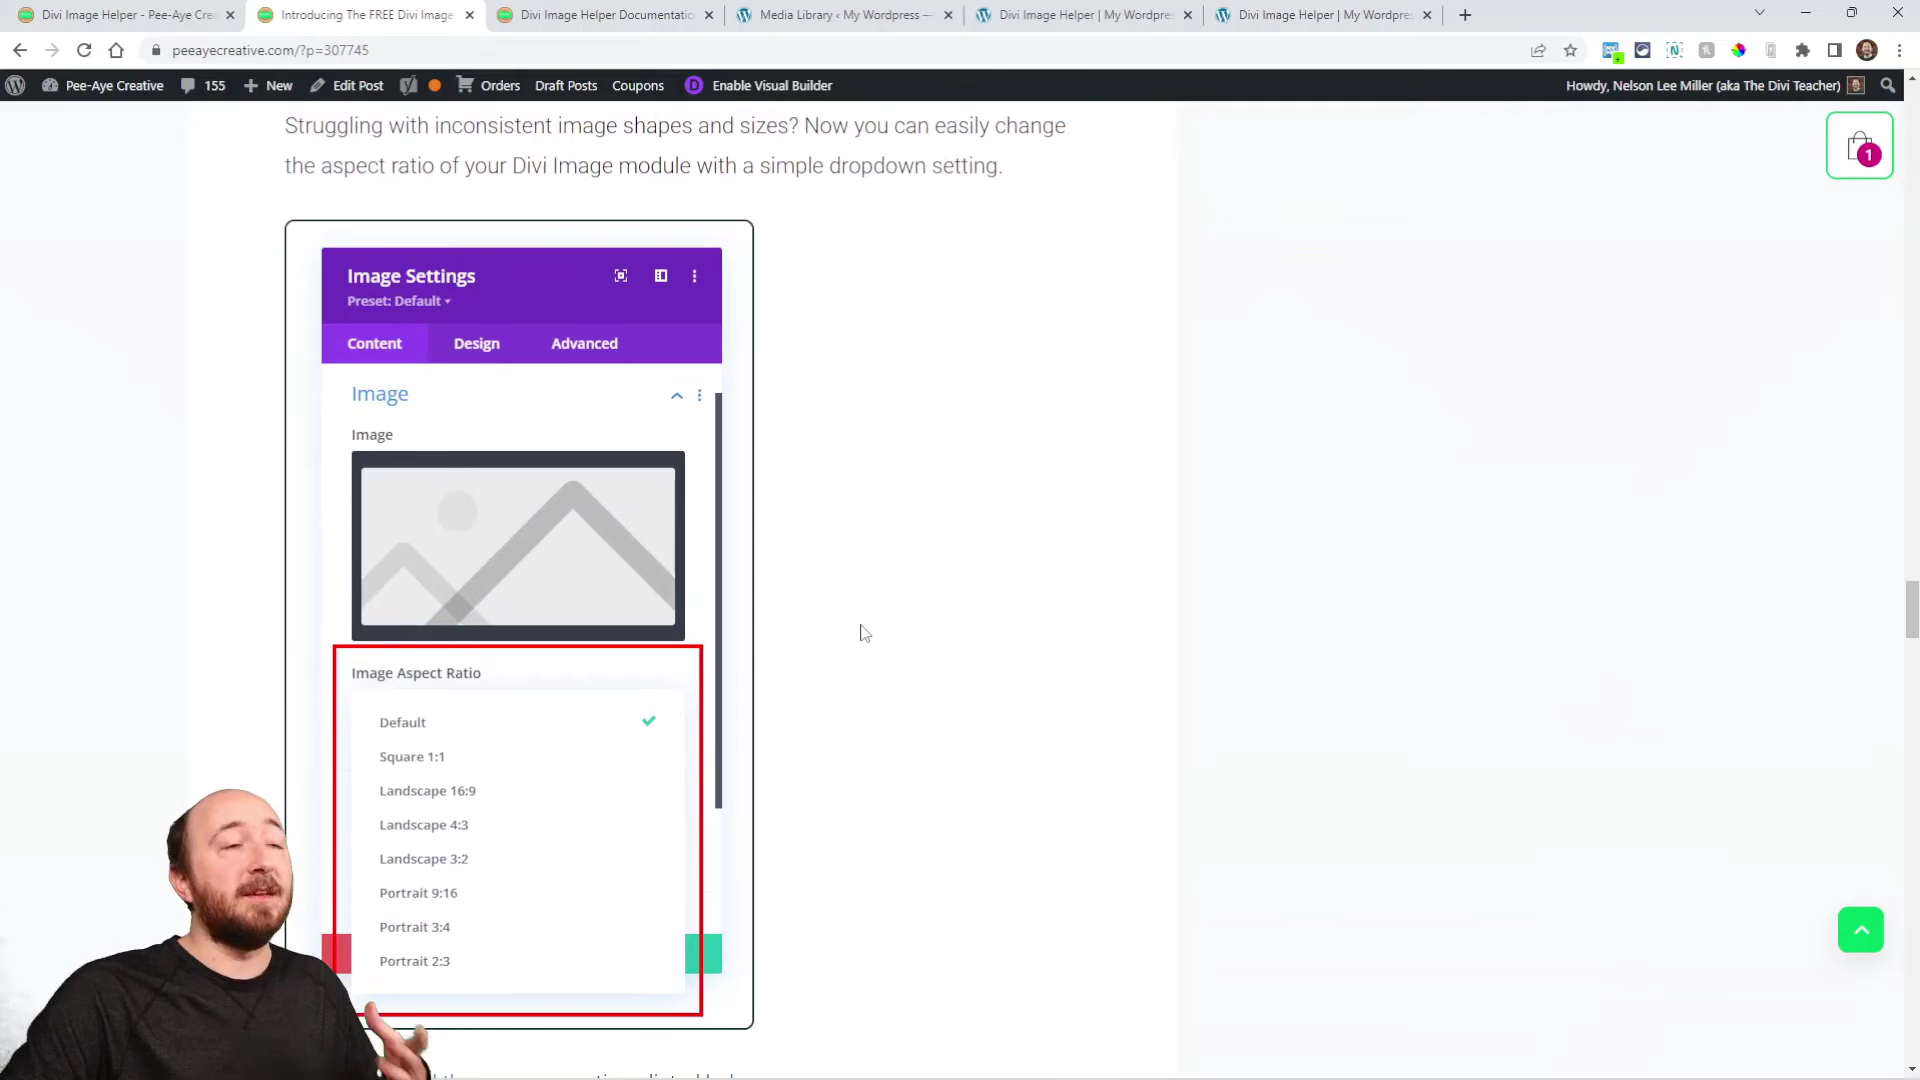 Divi Image Helper - Pee-Aye Crea
Introducing The FREE Divi Image
Divi Image Helper Documentatio
Media Library ‹ My Wordpress —
Divi Image Helper | My Wordpres
Divi Image Helper | My Wordpres
peeayecreative.com/?p=307745
Pee-Aye Creative
155
New
Edit Post
Orders
Draft Posts
Coupons
D
Enable Visual Builder
Howdy, Nelson Lee Miller (aka The Divi Teacher)
Struggling with inconsistent image shapes and sizes? Now you can easily change
the aspect ratio of your Divi Image module with a simple dropdown setting.
1
Image Settings
Preset: Default
Content
Design
Advanced
Image
Image
Image Aspect Ratio
Default
Square 1:1
Landscape 16:9
Landscape 4:3
Landscape 3:2
Portrait 9:16
Portrait 3:4
Portrait 2:3